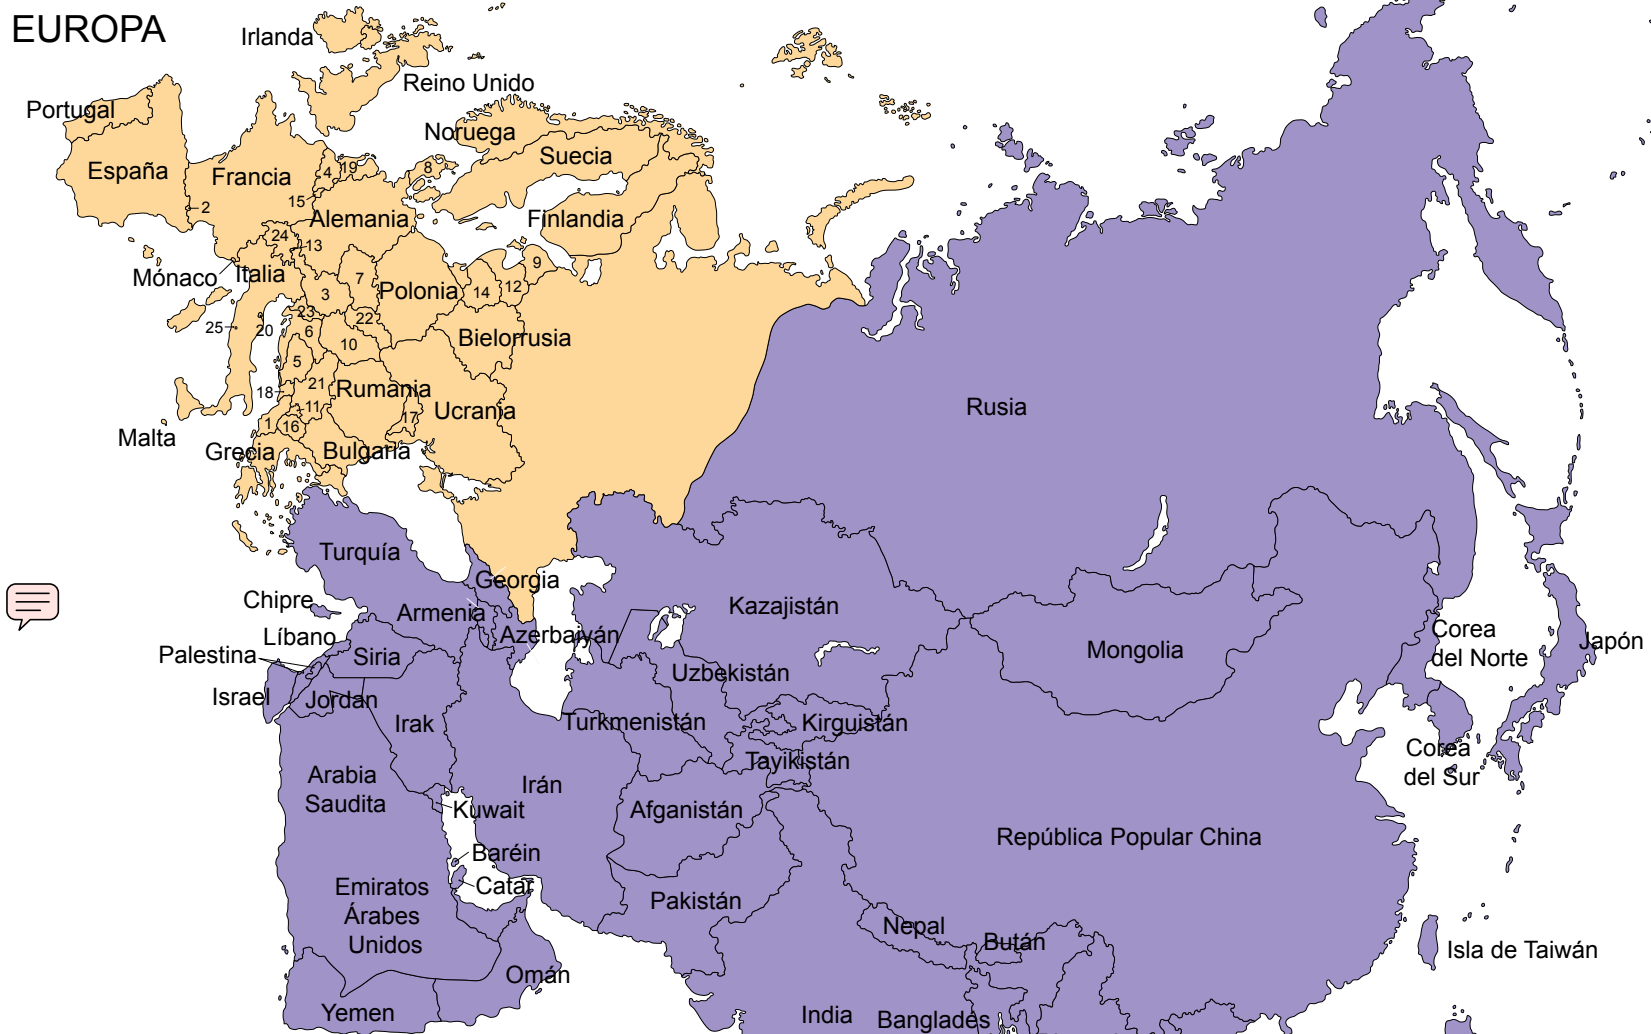 EUROPA
Irlanda
Reino Unido
Portugal
Noruega
Suecia
España
Francia
4
19
8
2
15
Alemania
Finlandia
24
13
Mónaco
Italia
9
7
Polonia
14
12
3
23
22
25
20
6
Bielorrusia
10
5
18
21
Rumania
Rusia
11
17
Ucrania
1
16
Malta
Grecia
Bulgaria
Turquía
Georgia
Chipre
Armenia
Kazajistán
Líbano
Azerbaiyán
Corea
del Norte
Japón
Palestina
Siria
Mongolia
Uzbekistán
Israel
Jordan
Irak
Turkmenistán
Kirguistán
Corea
del Sur
Tayikistán
Arabia
Saudita
Irán
Kuwait
Afganistán
República Popular China
Baréin
Catar
Emiratos
Árabes
Unidos
Pakistán
Nepal
Bután
Isla de Taiwán
Omán
Yemen
India
Bangladés